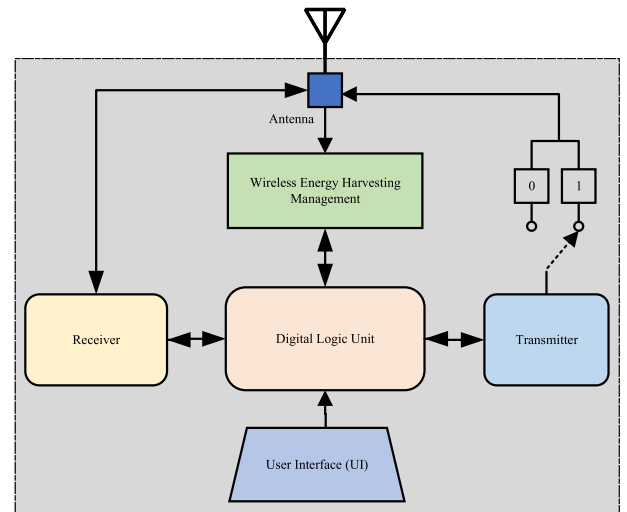 Antenna
Wireless Energy Harvesting
Management
0 1
Receiver
Digital Logic Unit
Transmitter
User Interface (UI)